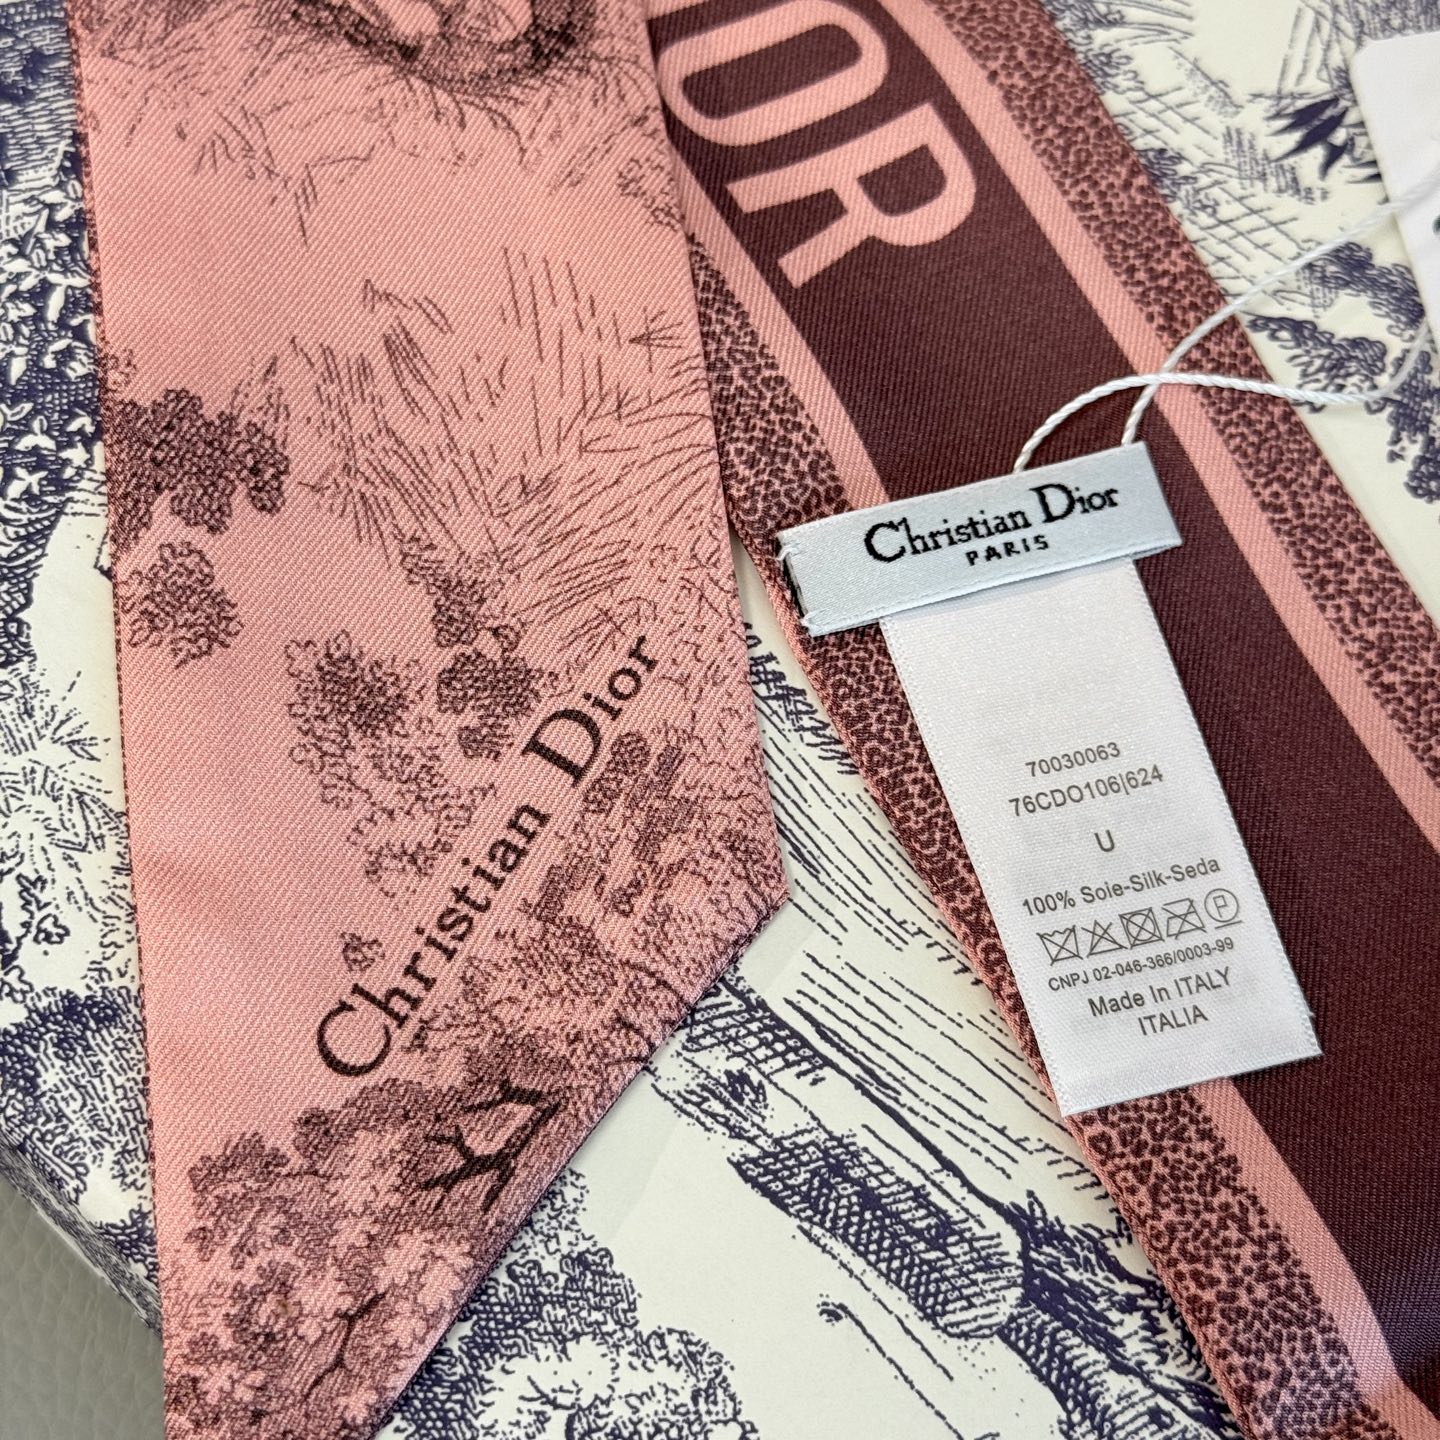 IOR
Christian Dior
Christian Dior
PARIS
70030063
76CDO106|624
U
100% Soie-Silk-Seda
CNPJ 02-046-366/0003-99
Made In ITALY
ITALIA